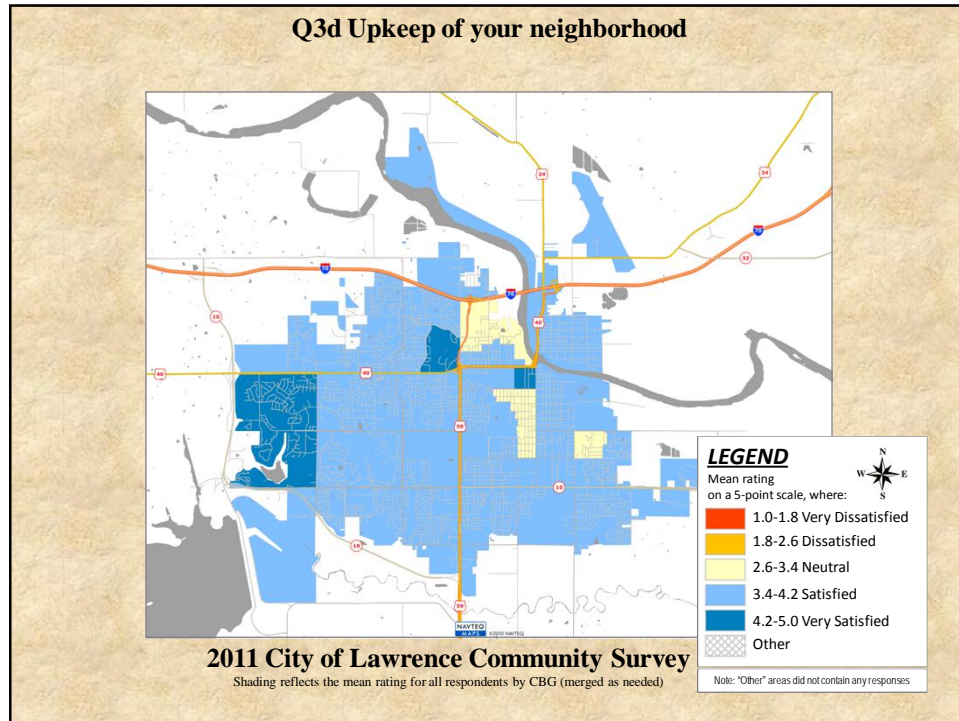 Q3d Upkeep of your neighborhood
24
24
70
32
70
70
10
40
40
40
59
10
10
59
NAVTEQ
MAPS
©2010 NAVTEQ
LEGEND
Mean rating
on a 5-point scale, where:
N
W E
S
1.0-1.8 Very Dissatisfied
1.8-2.6 Dissatisfied
2.6-3.4 Neutral
3.4-4.2 Satisfied
4.2-5.0 Very Satisfied
Other
Note: "Other" areas did not contain any responses
2011 City of Lawrence Community Survey
Shading reflects the mean rating for all respondents by CBG (merged as needed)